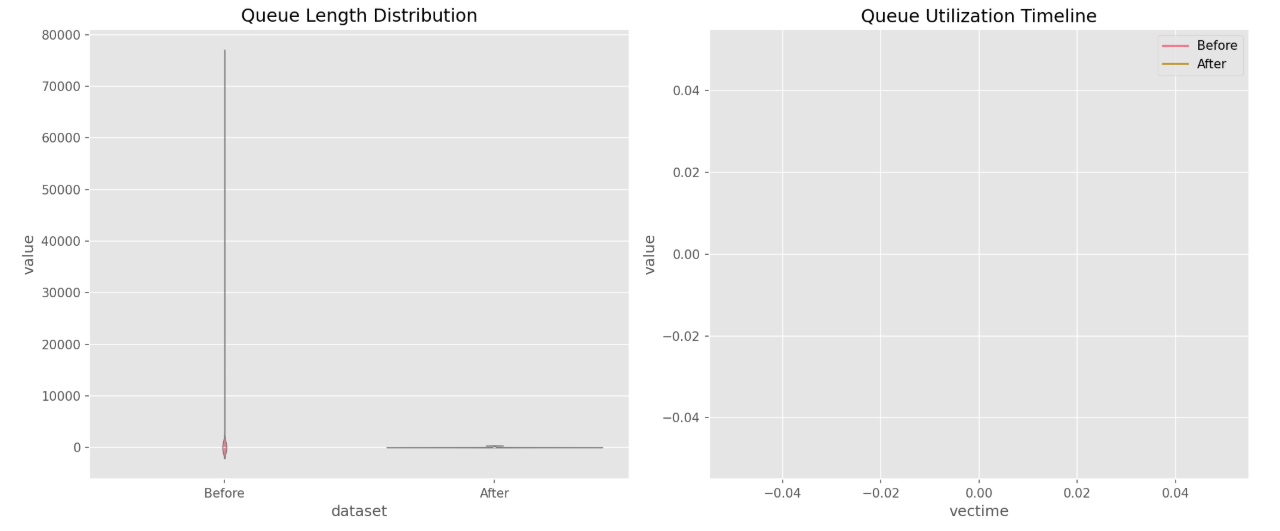 Queue Length Distribution
80000
70000
60000
50000
40000
30000
20000
10000
0
value
Before
After
dataset
Queue Utilization Timeline
Before
After
0.04
0.02
0.00
−0.02
−0.04
value
−0.04
−0.02
0.00
0.02
0.04
vectime